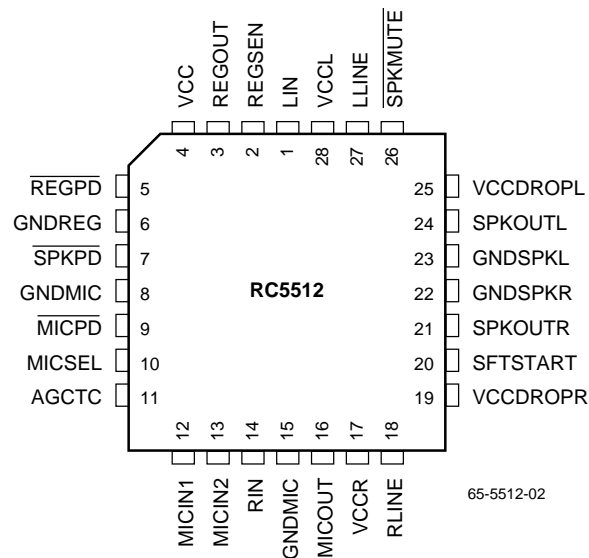 VCC REGOUT REGSEN LIN VCCL LLINE SPKMUTE
4 3 2 1 28 27 26
REGPD 5
GNDREG 6
SPKPD 7
GNDMIC 8
MICPD 9
MICSEL 10
AGCTC 11
RC5512
25 VCCDROPL
24 SPKOUTL
23 GNDSPKL
22 GNDSPKR
21 SPKOUTR
20 SFTSTART
19 VCCDROPR
12 13 14 15 16 17 18
MICIN1 MICIN2 RIN GNDMIC MICOUT VCCR RLINE
65-5512-02